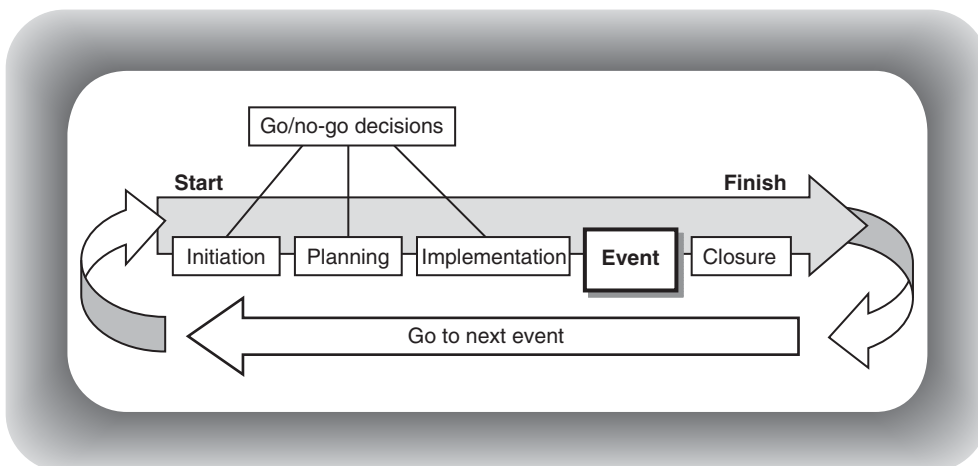 Go/no-go decisions
Start
Finish
Initiation
Planning
Implementation
Event
Closure
Go to next event